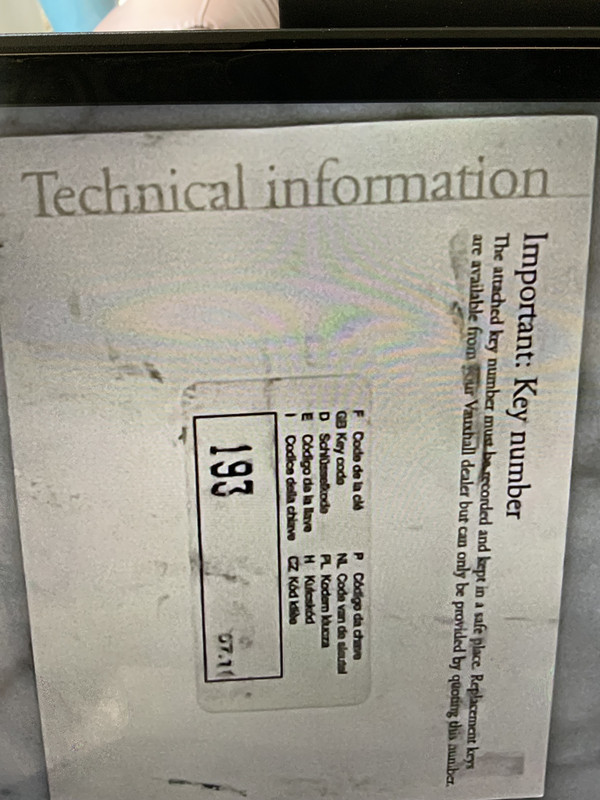 Technical information
Important: Key number
The attached key number must be recorded and kept in a safe place. Replacement keys
are available from your Vauxhall dealer but can only be provided by quoting this number.
F Code de la clé
GB Key code
D Schlüsselcode
E Código de la llave
I Codice della chiave
P Código da chave
NL Code van de sleutel
PL Kodem klucza
H Kulcskód
CZ Kód klíče
193
07.11